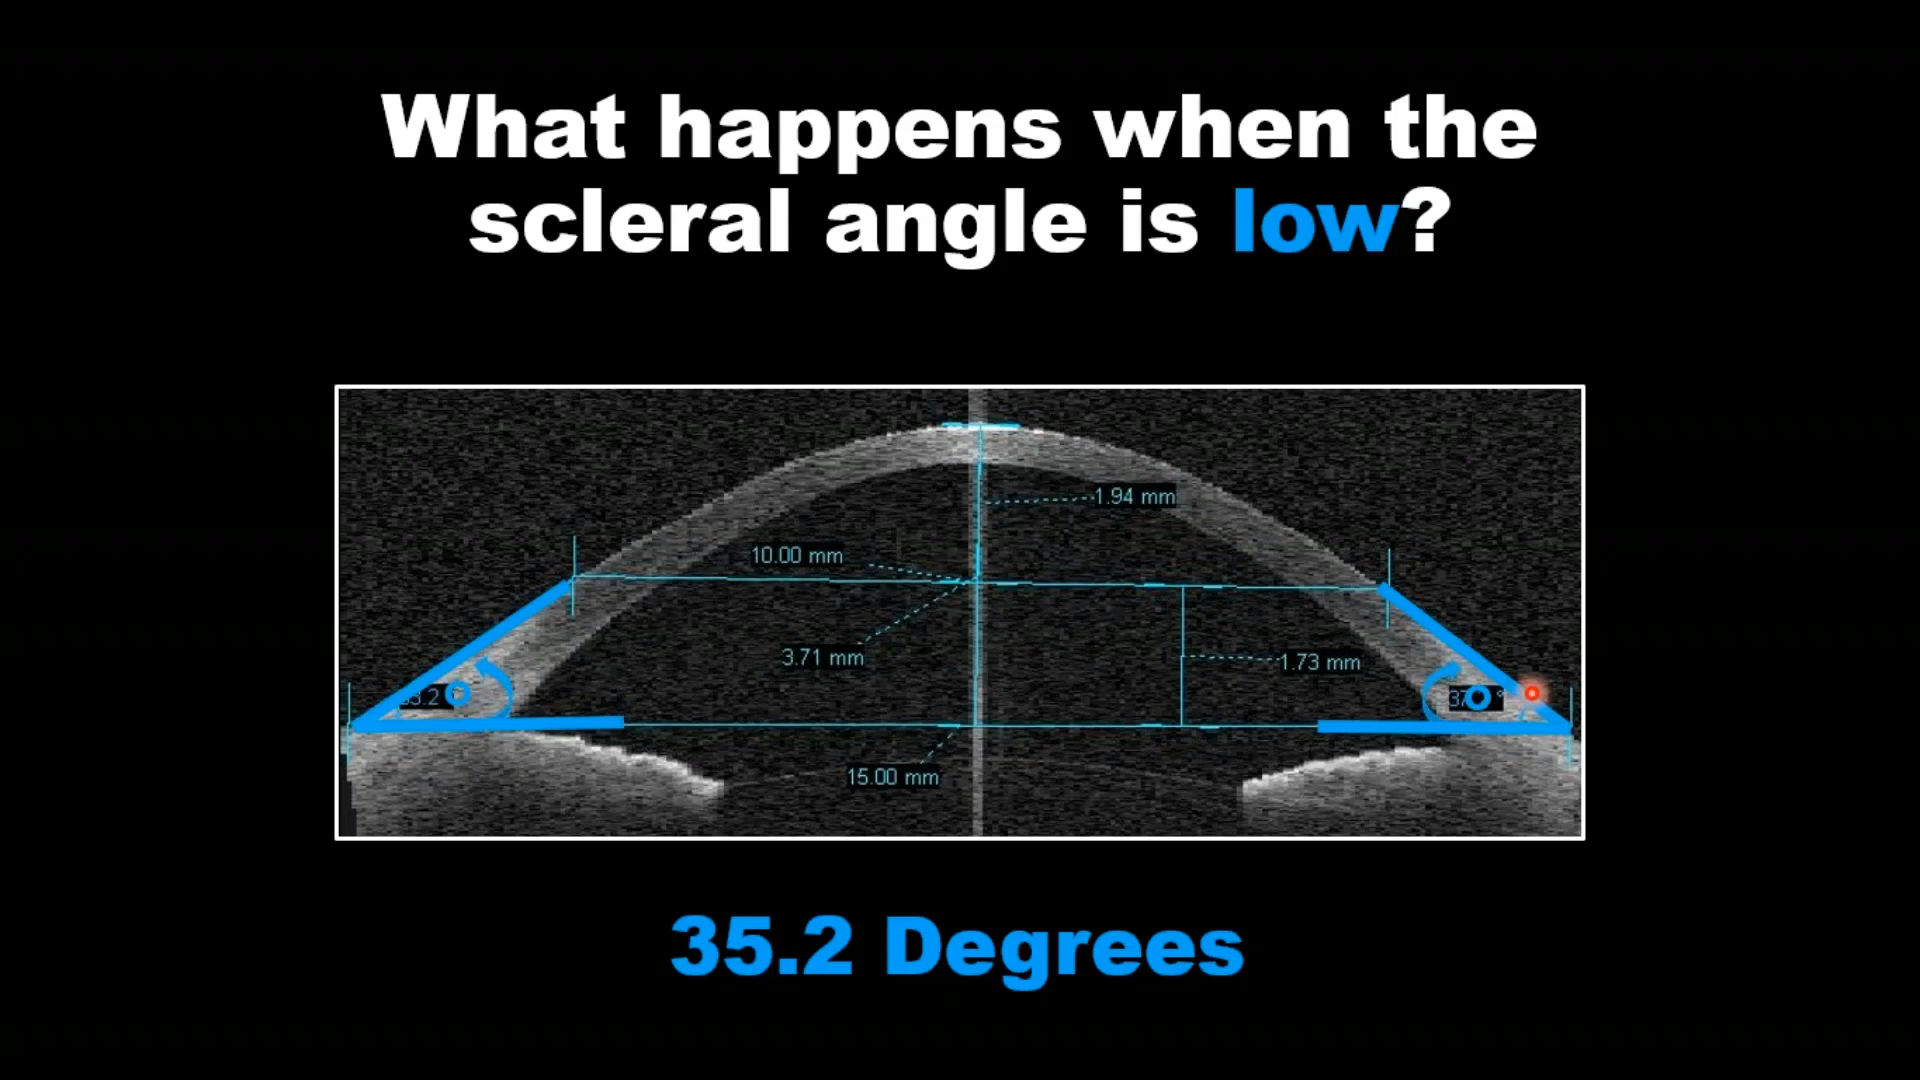 What happens when the
scleral angle is low?
1.94 mm
10.00 mm
3.71 mm
1.73 mm
15.00 mm
35.2 Degrees